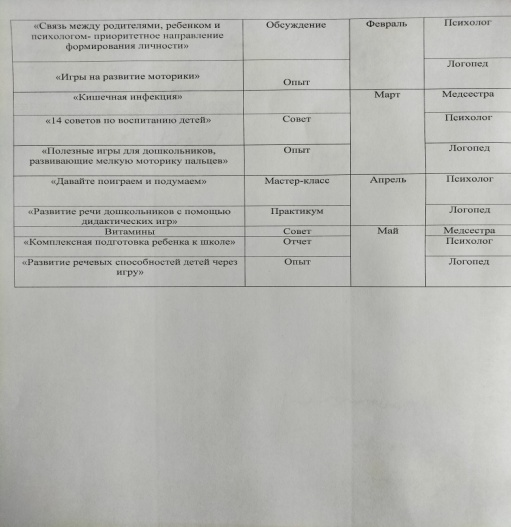 «Связь между родителями, ребенком и Обсуждение Февраль Психолог
психологом- приоритетное направление
формирования личности»
Логопед
«Игры на развитие моторики» Опыт
«Кишечная инфекция» Март Медсестра
«14 советов по воспитанию детей» Совет Психолог
«Полезные игры для дошкольников, Опыт Логопед
развивающие мелкую моторику пальцев»
«Давайте поиграем и подумаем» Мастер-класс Апрель Психолог
«Развитие речи дошкольников с помощью Практикум Логопед
дидактических игр»
Витамины Совет Май Медсестра
«Комплексная подготовка ребенка к школе» Отчет Психолог
«Развитие речевых способностей детей через Опыт Логопед
игру»